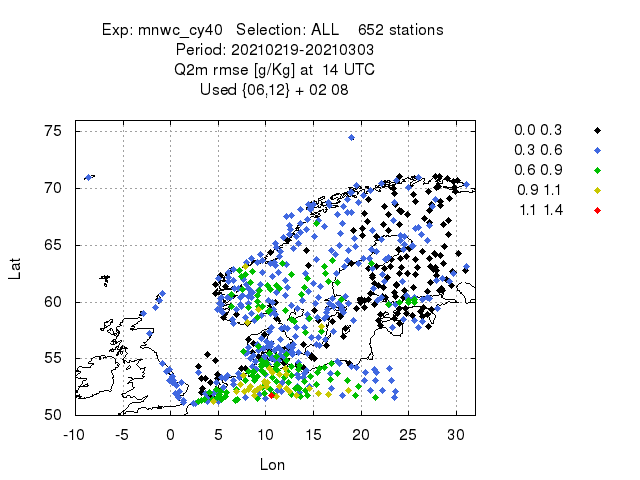 Exp: mnwc_cy40 Selection: ALL 652 stations
Period: 20210219-20210303
Q2m rmse [g/Kg] at 14 UTC
Used {06,12} + 02 08
0.0 0.3
0.3 0.6
0.6 0.9
0.9 1.1
1.1 1.4
Lat
75
70
65
60
55
50
-10 -5 0 5 10 15 20 25 30
Lon